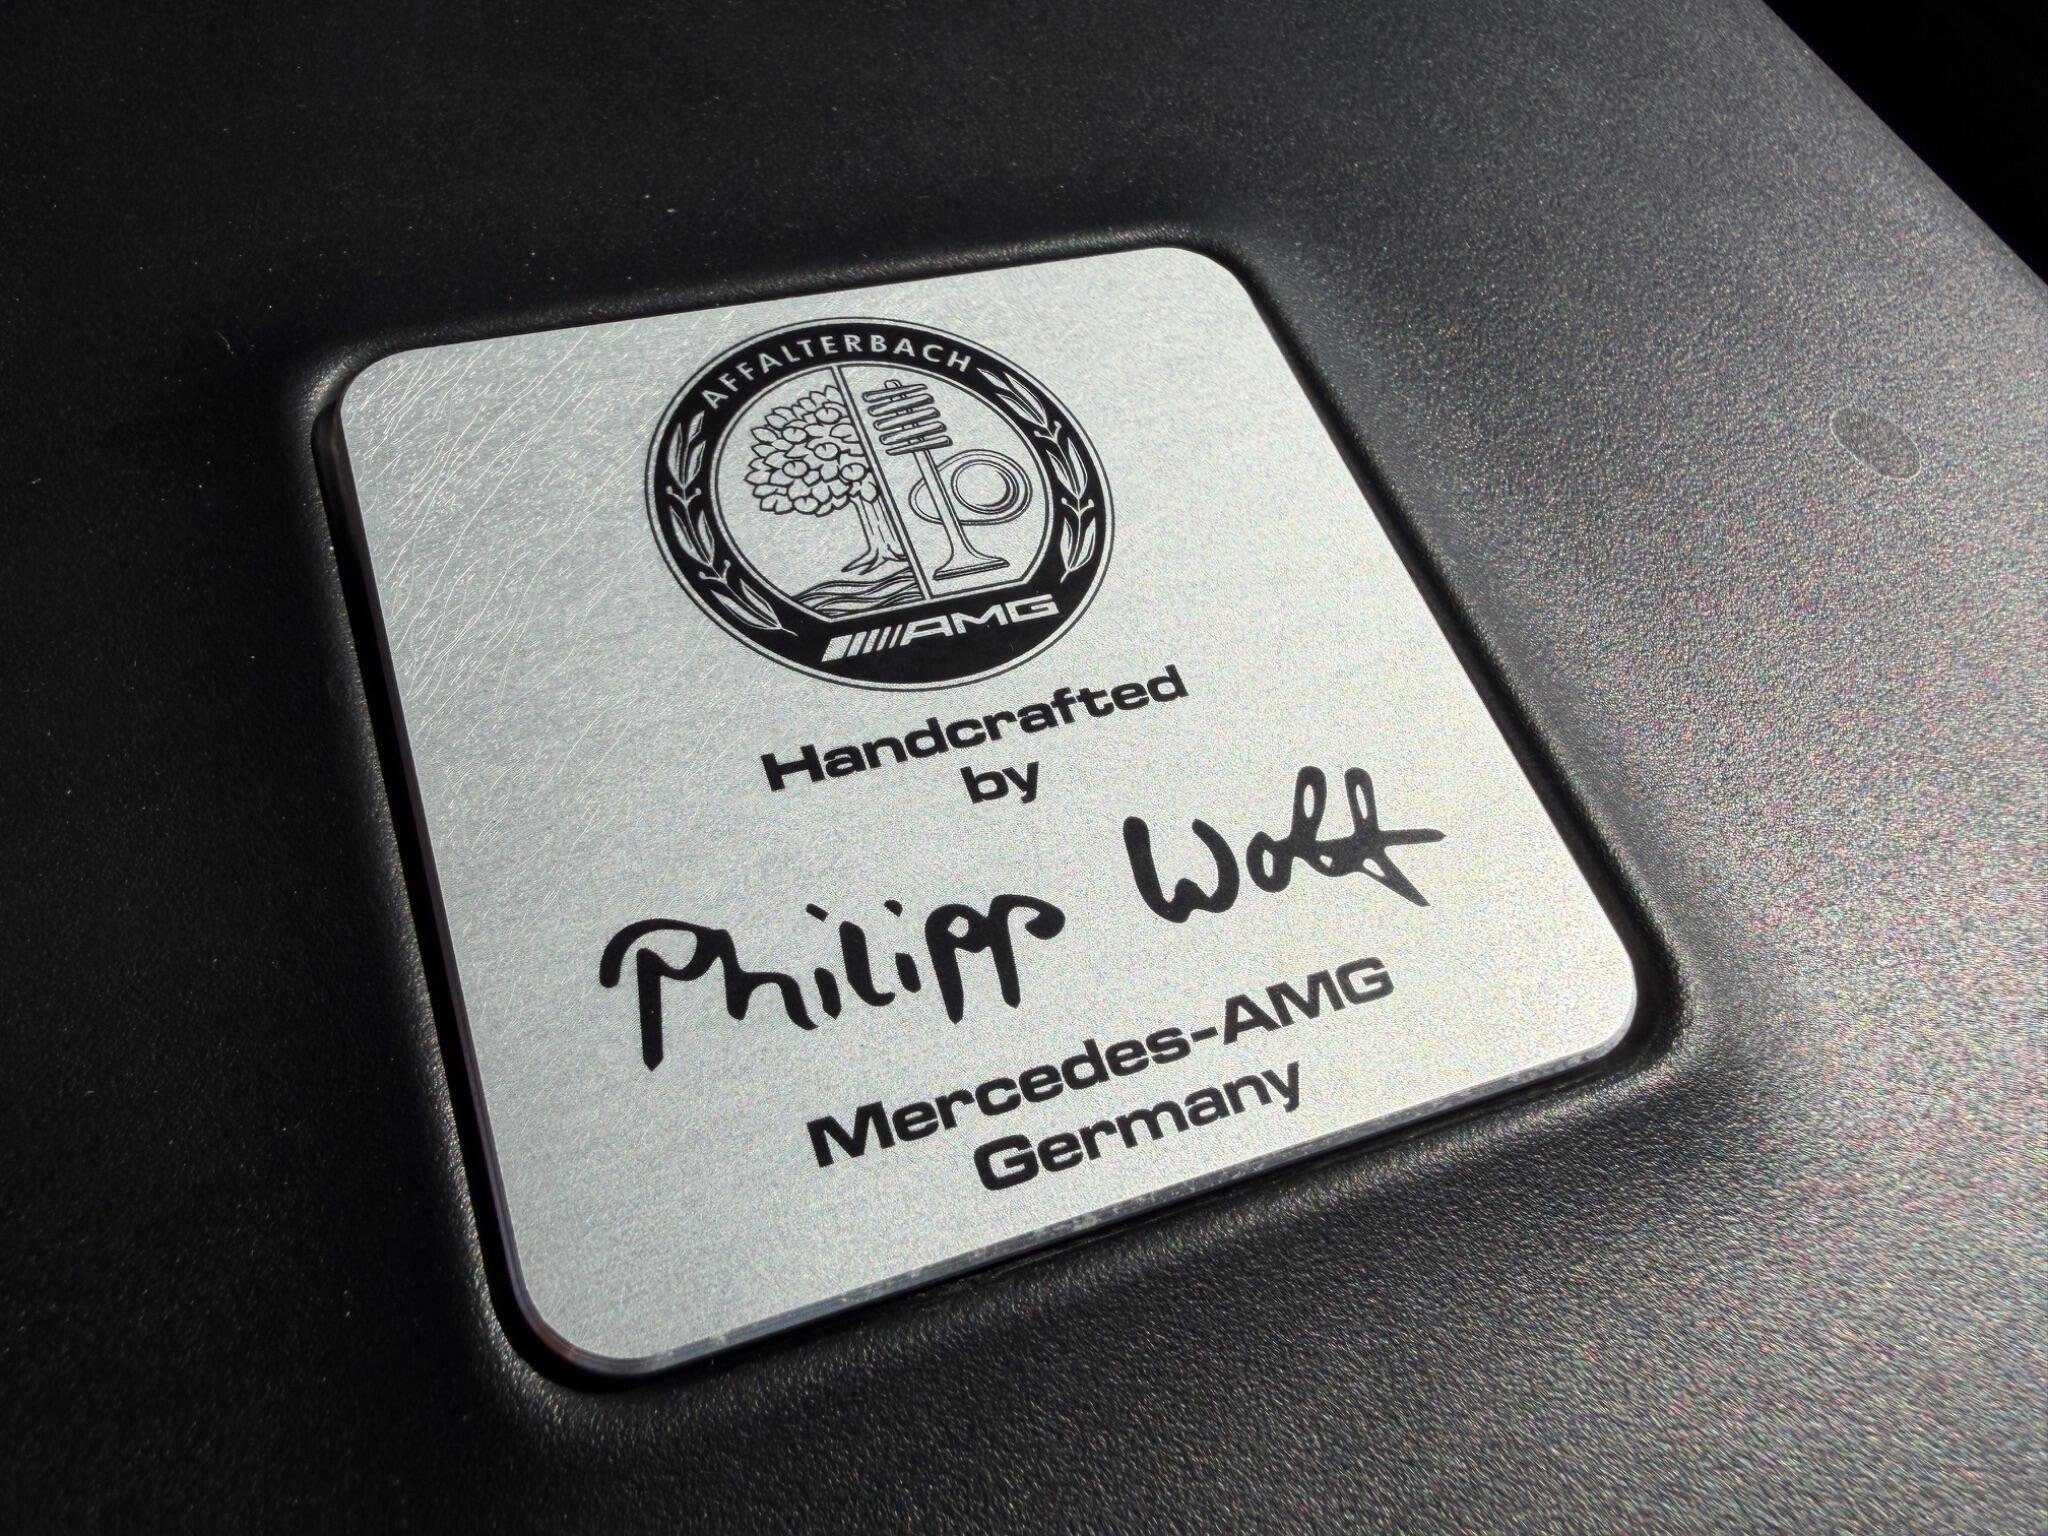 AFFALTERBACH
AMG
Handcrafted
by
Philipp Wolf
Mercedes-AMG
Germany